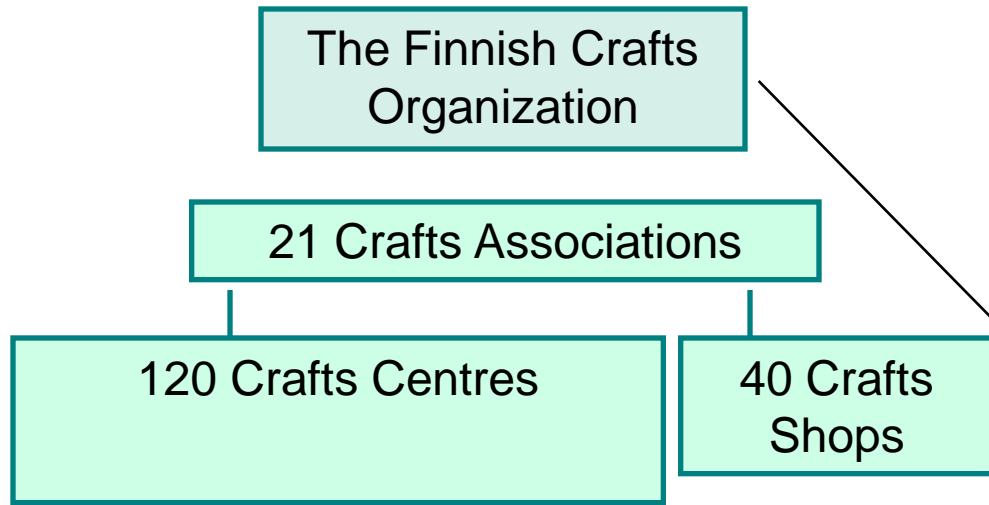 The Finnish Crafts
Organization
21 Crafts Associations
120 Crafts Centres
40 Crafts
Shops